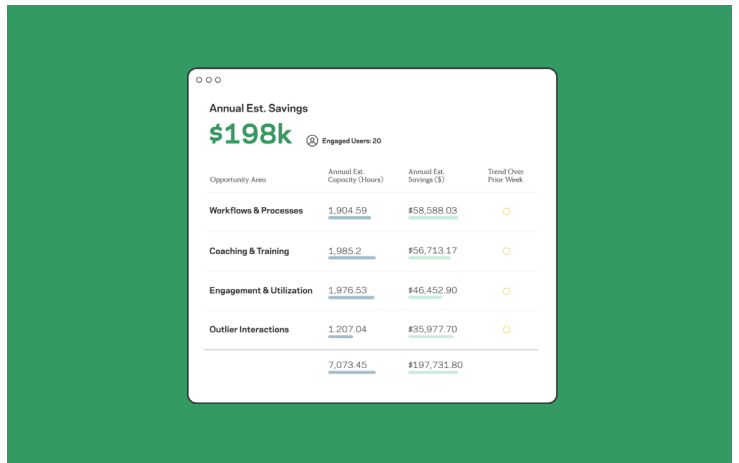 Annual Est. Savings
$198k
Engaged Users: 20
Opportunity Area
Annual Est.
Capacity (Hours)
Annual Est.
Savings ($)
Trend Over
Prior Week
Workflows & Processes 1,904.59 $58,588.03
Coaching & Training 1,985.2 $56,713.17
Engagement & Utilization 1,976.53 $46,452.90
Outlier Interactions 1.207.04 $35,977.70
7,073.45 $197,731.80